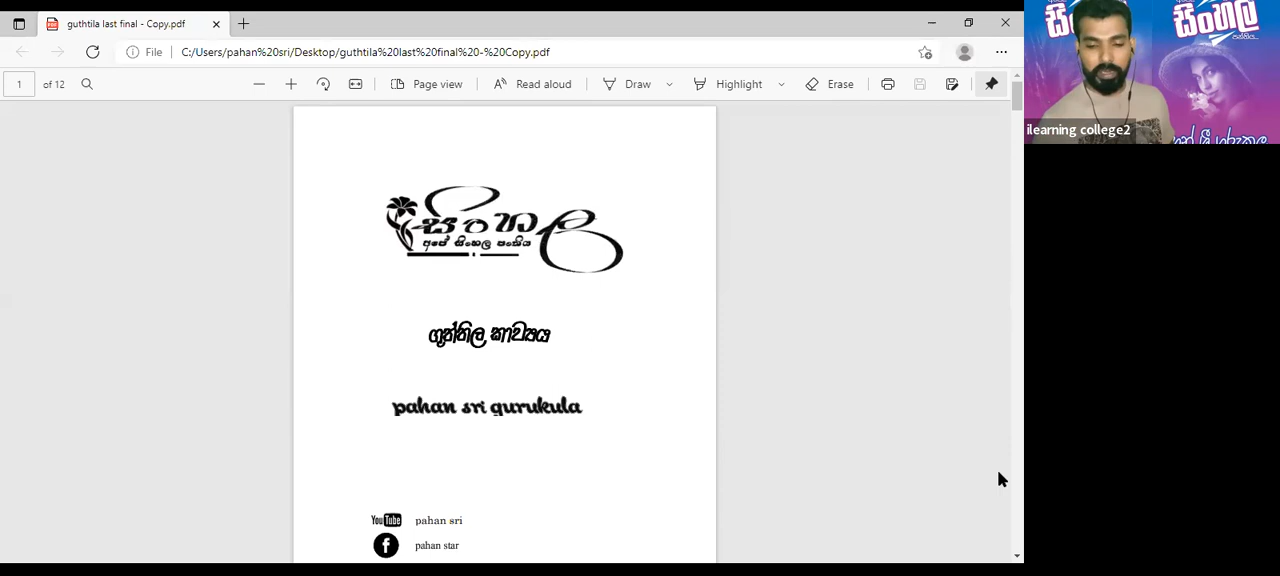 guthtila last final - Copy.pdf
File
C:/Users/pahan%20sri/Desktop/guthtila%20last%20final%20-%20Copy.pdf
1 of 12
Page view
Read aloud
Draw
Highlight
Erase
සිංහල
අපේ සිංහල පංතිය
ගුත්තිල කාව්‍යය
pahan sri gurukula
YouTube pahan sri
pahan star
සිංහල
පන්තිය...
ilearning college2